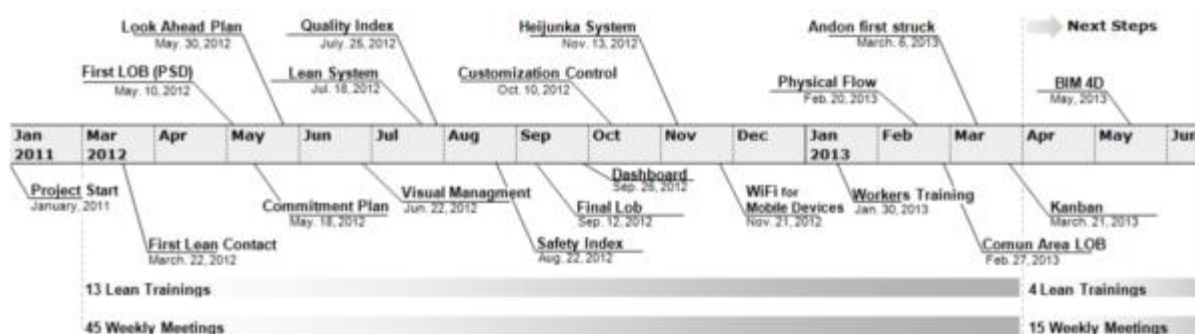 Look Ahead Plan
May. 30, 2012
Quality Index
July. 25, 2012
Heijunka System
Nov. 13, 2012
Andon first struck
March. 6, 2013
Next Steps
First LOB (PSD)
May. 10, 2012
Lean System
Jul. 18, 2012
Customization Control
Oct. 10, 2012
Physical Flow
Feb. 20, 2013
BIM 4D
May, 2013
Jan Mar Apr May Jun Jul Aug Sep Oct Nov Dec Jan Feb Mar Apr May Jun
2011 2012 2013
Project Start
January, 2011
First Lean Contact
March. 22, 2012
Commitment Plan
May. 18, 2012
Visual Managment
Jun. 22, 2012
Safety Index
Aug. 22, 2012
Final Lob
Sep. 12, 2012
Dashboard
Sep. 26, 2012
WiFi for
Mobile Devices
Nov. 21, 2012
Workers Training
Jan. 30, 2013
Comun Area LOB
Feb. 27, 2013
Kanban
March. 21, 2013
13 Lean Trainings
4 Lean Trainings
45 Weekly Meetings
15 Weekly Meetings